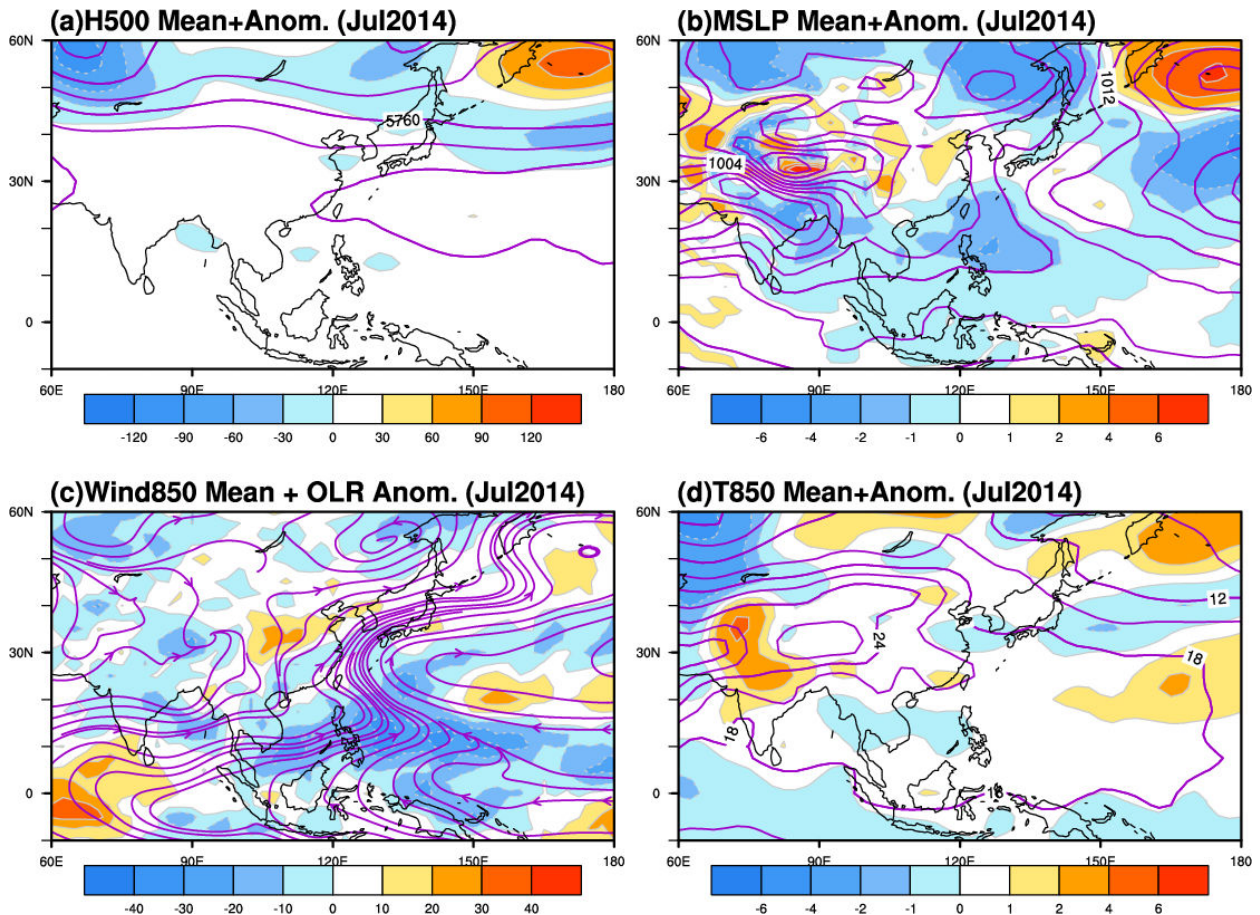 (a)H500 Mean+Anom. (Jul2014)
60N
30N
0
5760
60E 90E 120E 150E 180
-120 -90 -60 -30 30 60 90 120
(b)MSLP Mean+Anom. (Jul2014)
60N
30N
0
1012
1004
60E 90E 120E 150E 180
-6 -4 -2 -1 0 1 2 4 6
(c)Wind850 Mean + OLR Anom. (Jul2014)
60N
30N
0
60E 90E 120E 150E 180
-40 -30 -20 -10 0 10 20 30 40
(d)T850 Mean+Anom. (Jul2014)
60N
30N
0
12
24
18
18
18
60E 90E 120E 150E 180
-6 -4 -2 -1 0 1 2 4 6